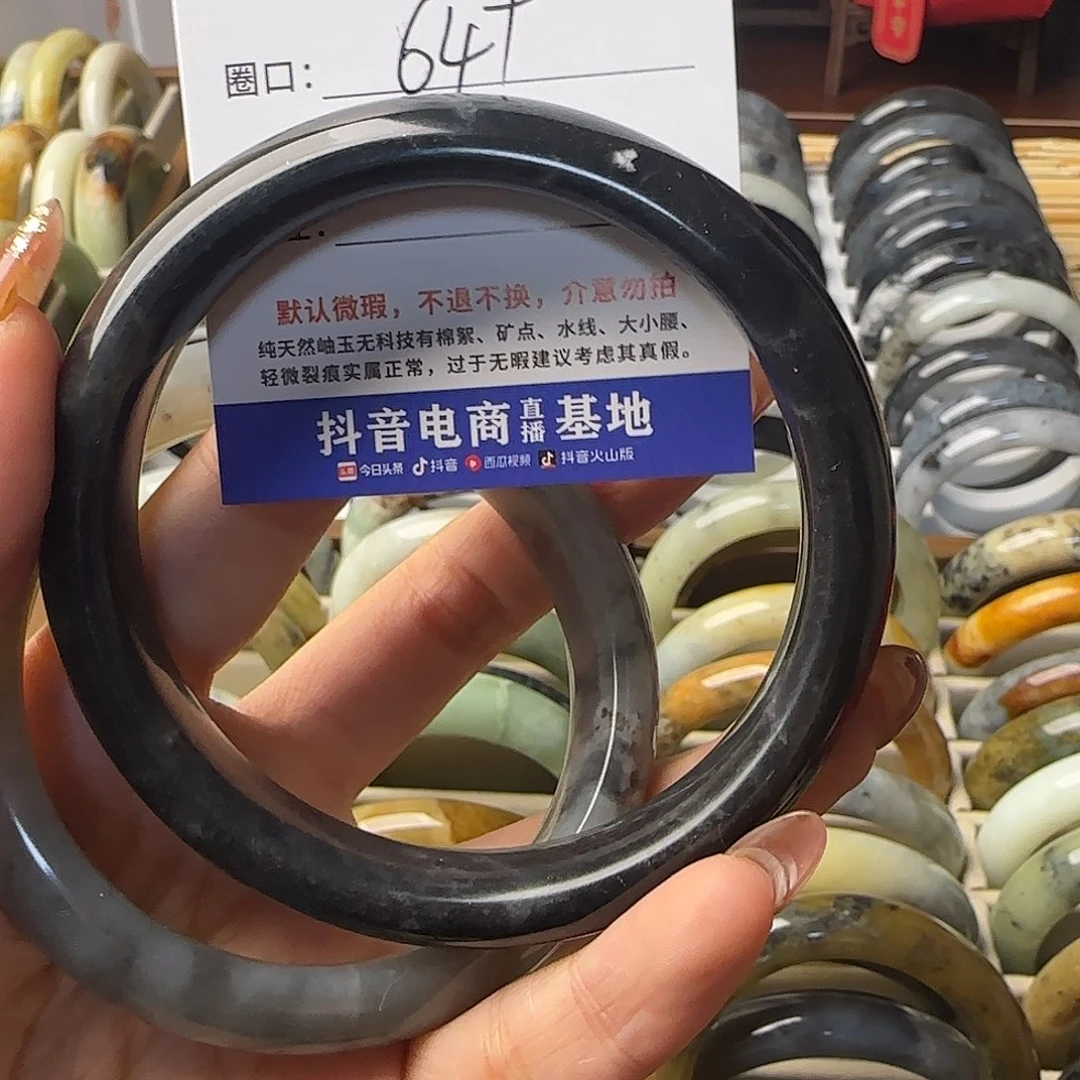 圈口： 64T
默认微瑕，不退不换，介意勿拍
纯天然岫玉无科技有棉絮、矿点、水线、大小腰、
轻微裂痕实属正常，过于无暇建议考虑其真假。
抖音电商直播基地
今日头条 抖音 西瓜视频 抖音火山版